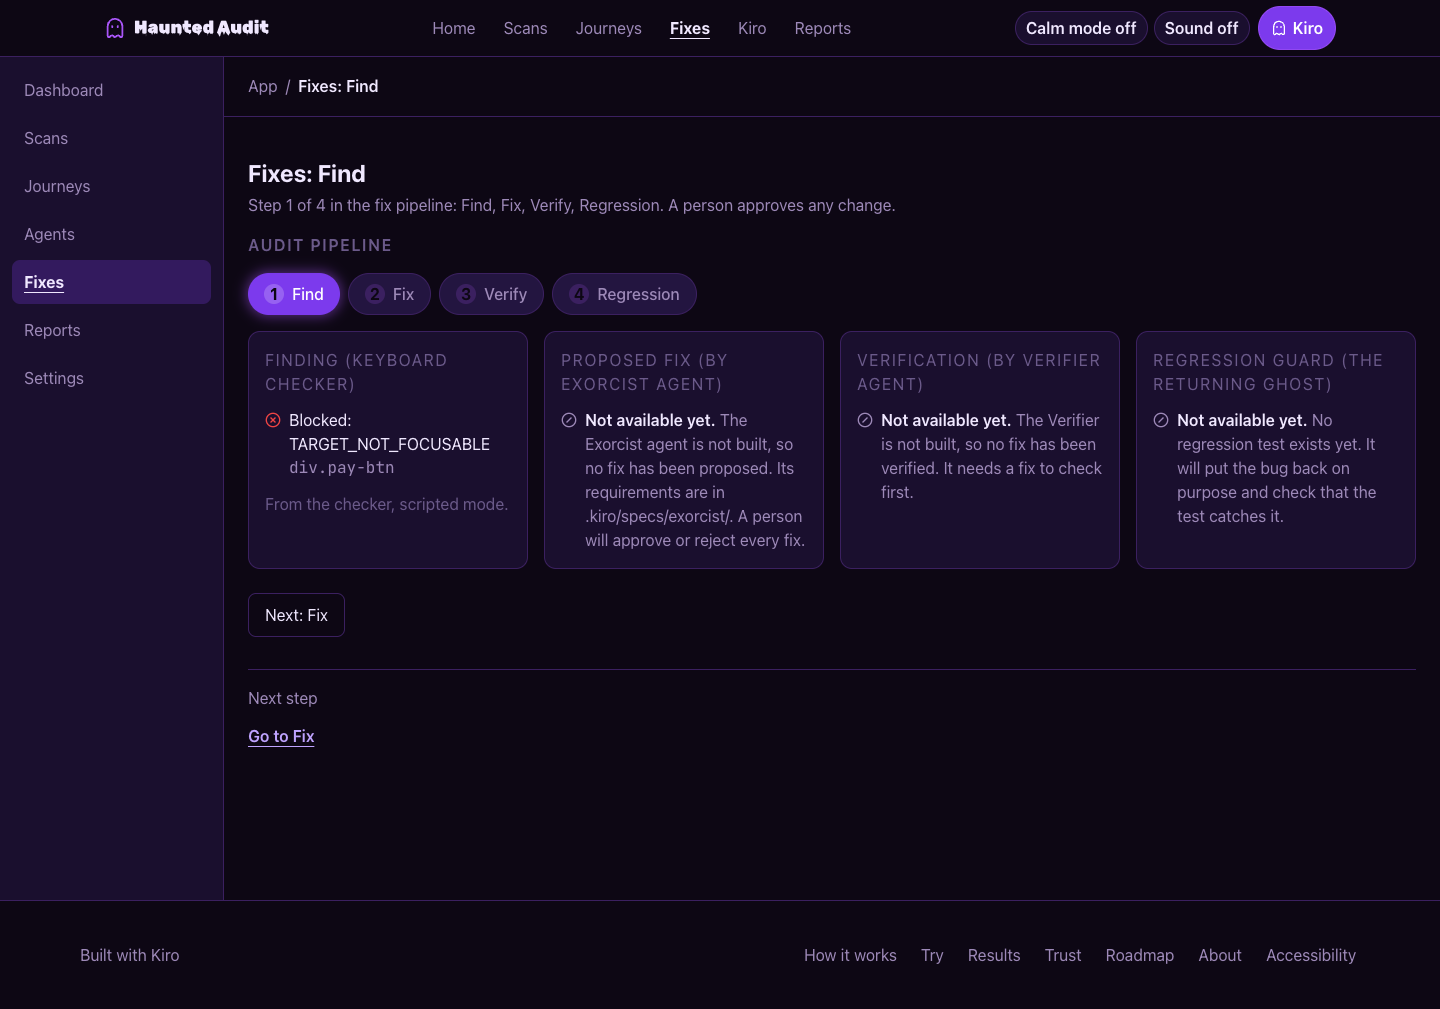 Haunted Audit
Home Scans Journeys Fixes Kiro Reports
Calm mode off Sound off Kiro
Dashboard
Scans
Journeys
Agents
Fixes
Reports
Settings
App / Fixes: Find
Fixes: Find
Step 1 of 4 in the fix pipeline: Find, Fix, Verify, Regression. A person approves any change.
AUDIT PIPELINE
1 Find 2 Fix 3 Verify 4 Regression
FINDING (KEYBOARD
CHECKER)
Blocked:
TARGET_NOT_FOCUSABLE
div.pay-btn
From the checker, scripted mode.
PROPOSED FIX (BY
EXORCIST AGENT)
Not available yet. The
Exorcist agent is not built, so
no fix has been proposed. Its
requirements are in
.kiro/specs/exorcist/. A person
will approve or reject every fix.
VERIFICATION (BY VERIFIER
AGENT)
Not available yet. The Verifier
is not built, so no fix has been
verified. It needs a fix to check
first.
REGRESSION GUARD (THE
RETURNING GHOST)
Not available yet. No
regression test exists yet. It
will put the bug back on
purpose and check that the
test catches it.
Next: Fix
Next step
Go to Fix
Built with Kiro
How it works Try Results Trust Roadmap About Accessibility